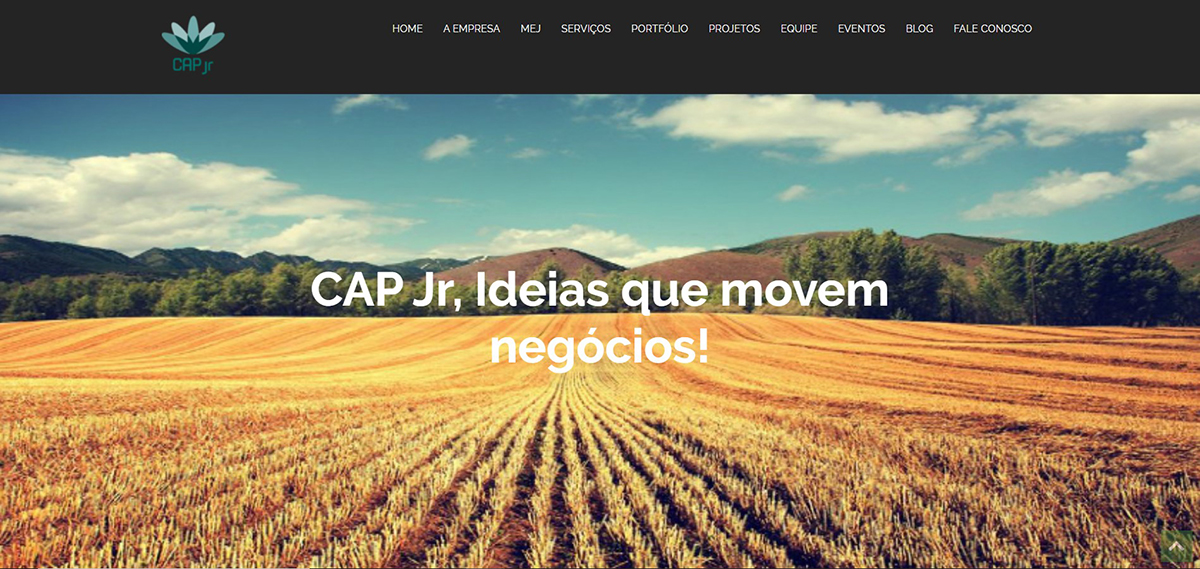 CAP Jr
HOME A EMPRESA MEJ SERVIÇOS PORTFÓLIO PROJETOS EQUIPE EVENTOS BLOG FALE CONOSCO
CAP Jr, Ideias que movem
negócios!